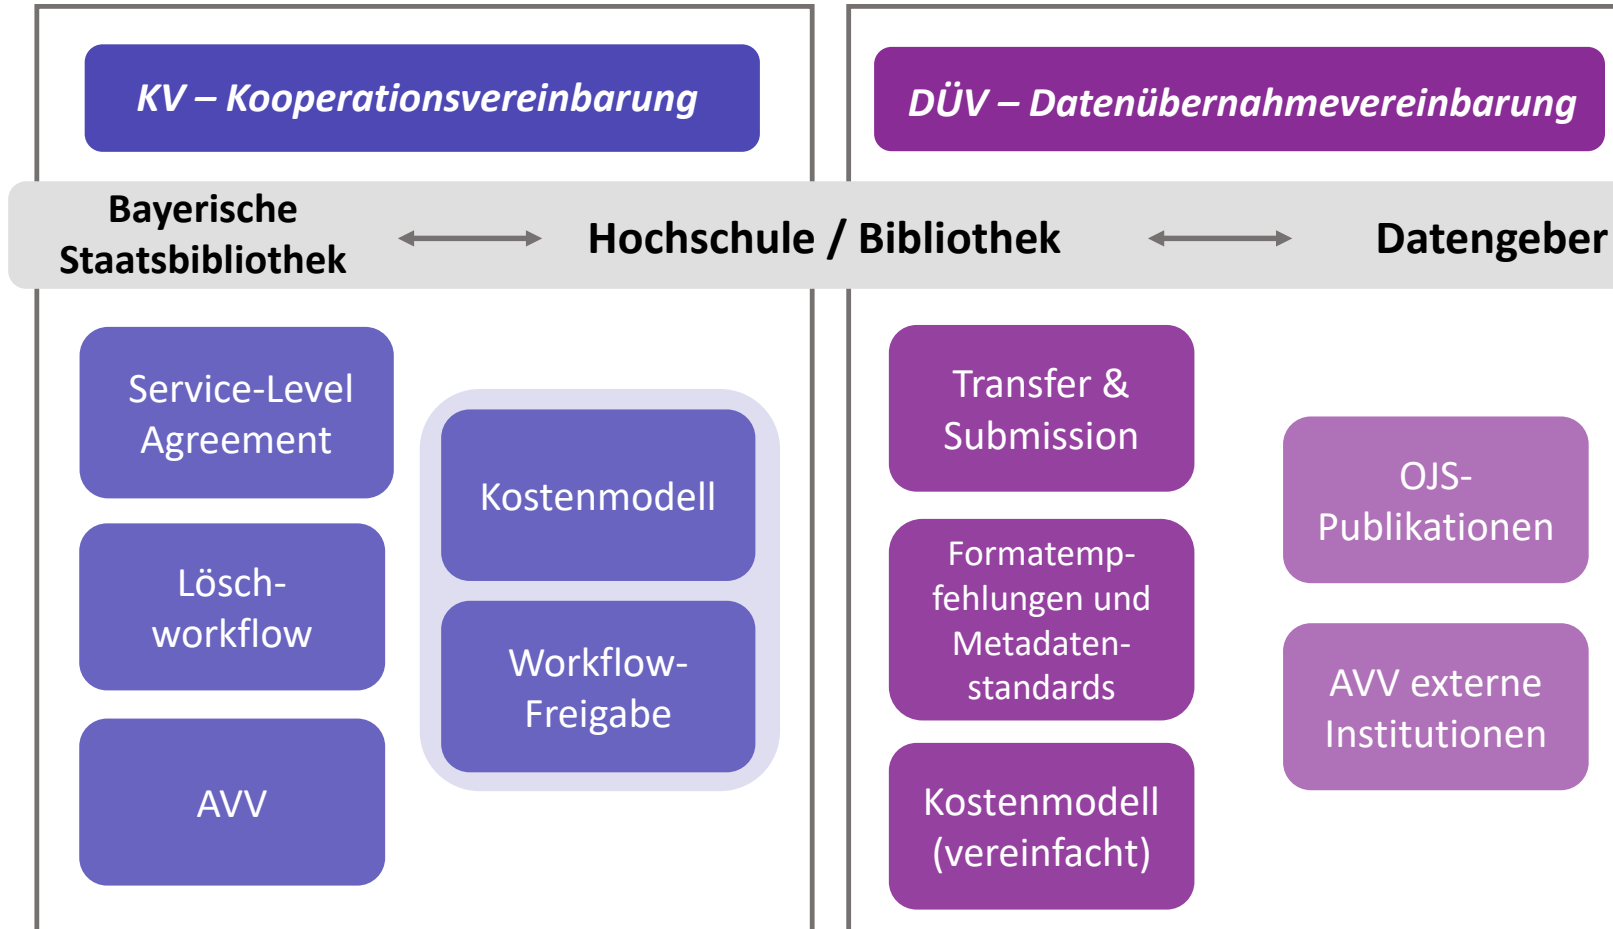 KV – Kooperationsvereinbarung
DÜV – Datenübernahmevereinbarung
Bayerische
Staatsbibliothek
Hochschule / Bibliothek
Datengeber
Service-Level
Agreement
Lösch-
workflow
AVV
Kostenmodell
Workflow-
Freigabe
Transfer &
Submission
Formatemp-
fehlungen und
Metadaten-
standards
Kostenmodell
(vereinfacht)
OJS-
Publikationen
AVV externe
Institutionen